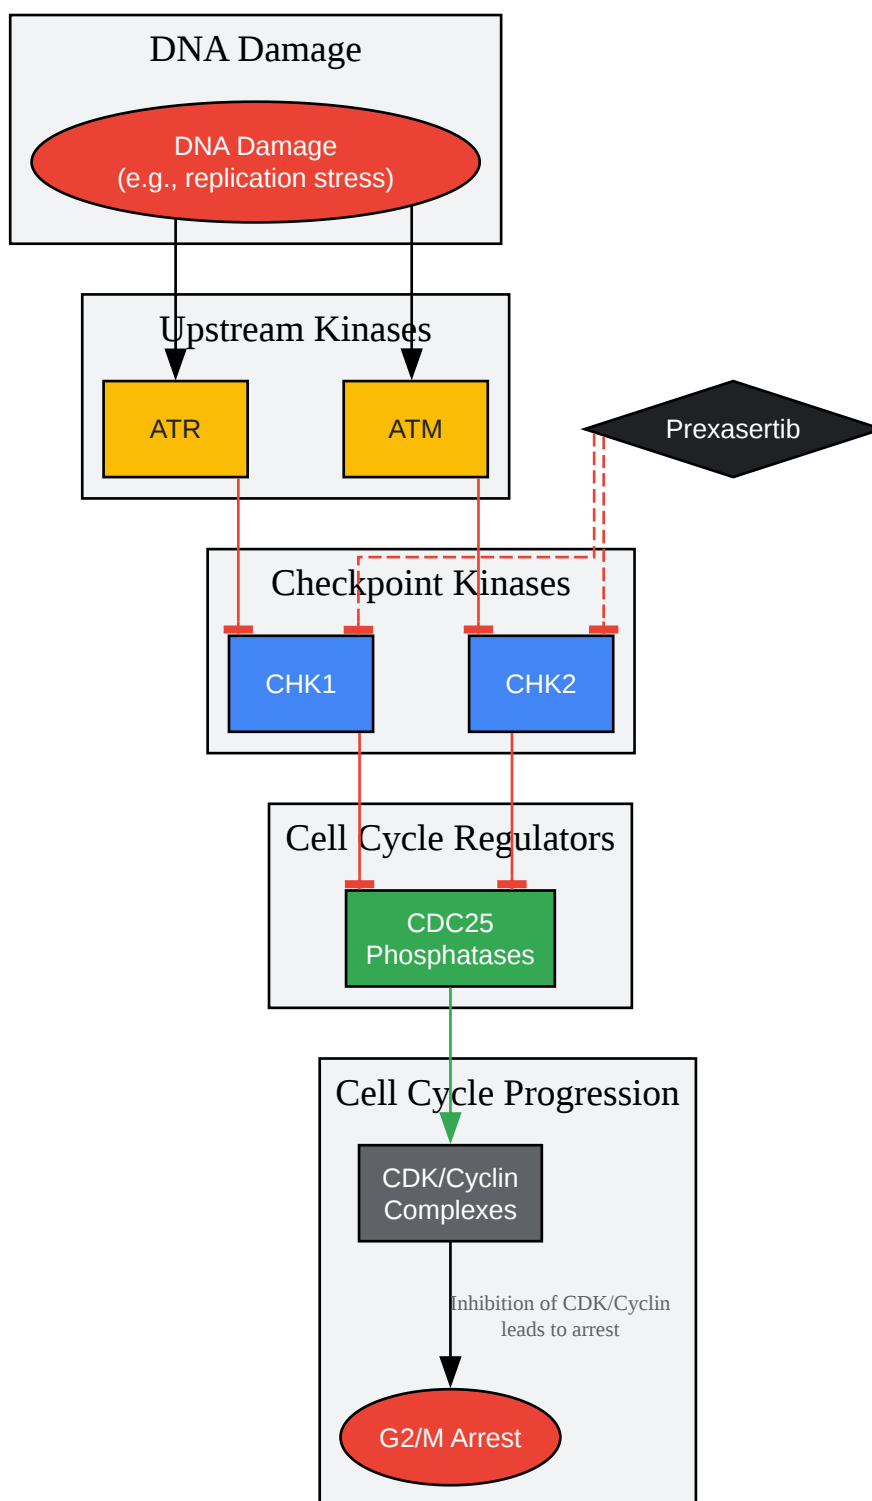 DNA Damage
DNA Damage
(e.g., replication stress)
Upstream Kinases
ATR
ATM
Prexasertib
Checkpoint Kinases
CHK1
CHK2
Cell Cycle Regulators
CDC25
Phosphatases
Cell Cycle Progression
CDK/Cyclin
Complexes
Inhibition of CDK/Cyclin
leads to arrest
G2/M Arrest